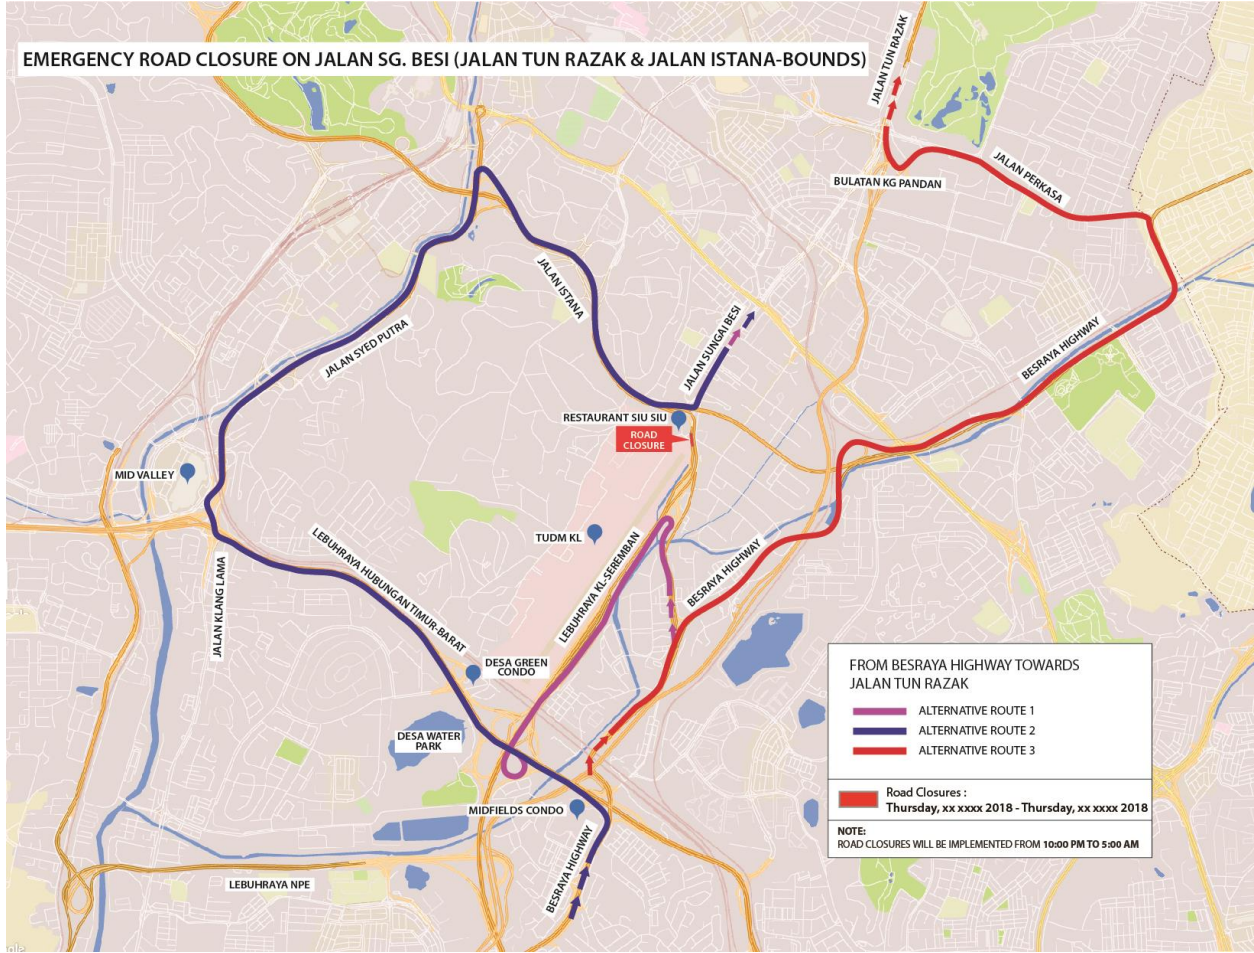 EMERGENCY ROAD CLOSURE ON JALAN SG. BESI (JALAN TUN RAZAK & JALAN ISTANA-BOUNDS)
JALAN TUN RAZAK
BULATAN KG PANDAN
JALAN PERKASA
JALAN ISTANA
JALAN SYED PUTRA
JALAN SUNGAI BESI
BESRAYA HIGHWAY
RESTAURANT SIU SIU
ROAD
CLOSURE
MID VALLEY
TUDM KL
LEBUHRAYA HUBUNGAN TIMUR-BARAT
LEBUHRAYA KL-SEREMBAN
BESRAYA HIGHWAY
JALAN KLANG LAMA
DESA GREEN
CONDO
DESA WATER
PARK
MIDFIELDS CONDO
BESRAYA HIGHWAY
LEBUHRAYA NPE
FROM BESRAYA HIGHWAY TOWARDS
JALAN TUN RAZAK
ALTERNATIVE ROUTE 1
ALTERNATIVE ROUTE 2
ALTERNATIVE ROUTE 3
Road Closures :
Thursday, xx xxxx 2018 - Thursday, xx xxxx 2018
NOTE:
ROAD CLOSURES WILL BE IMPLEMENTED FROM 10:00 PM TO 5:00 AM